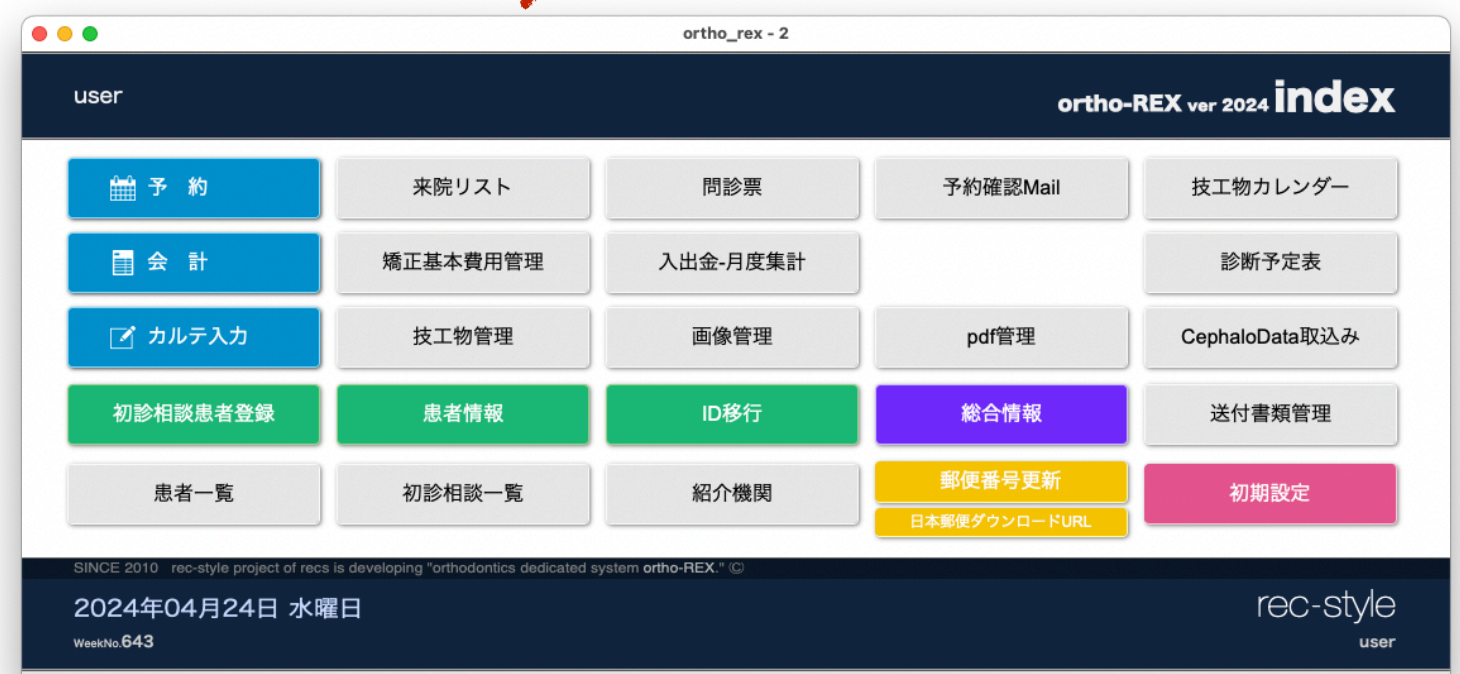 ortho_rex - 2
user
ortho-REX ver 2024 index
予 約 来院リスト 問診票 予約確認Mail 技工物カレンダー
会 計 矯正基本費用管理 入出金-月度集計 診断予定表
カルテ入力 技工物管理 画像管理 pdf管理 CephaloData取込み
初診相談患者登録 患者情報 ID移行 総合情報 送付書類管理
患者一覧 初診相談一覧 紹介機関 郵便番号更新 初期設定
日本郵便ダウンロードURL
SINCE 2010 rec-style project of recs is developing "orthodontics dedicated system ortho-REX." ©
2024年04月24日 水曜日
rec-style
WeekNo.643
user